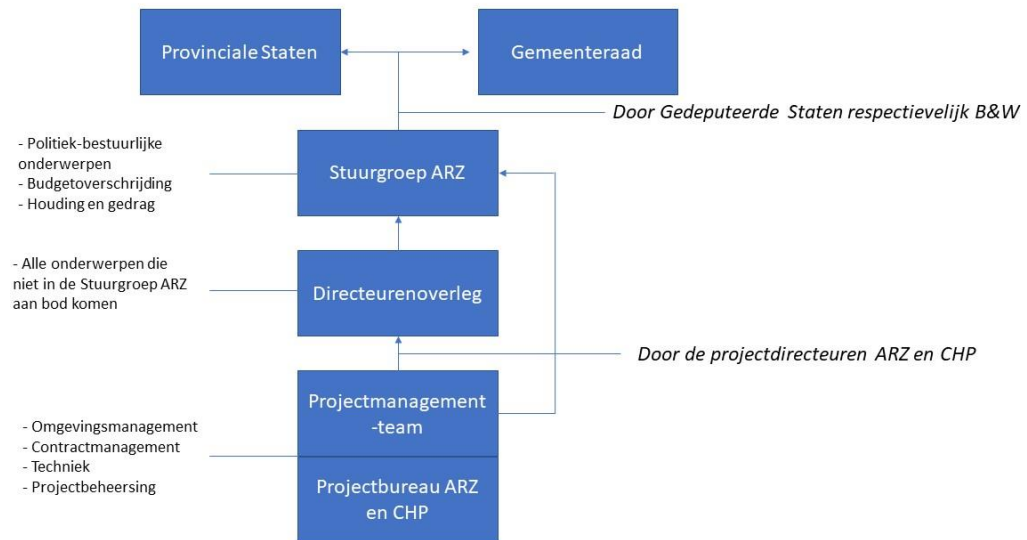 Provinciale Staten
Gemeenteraad
Door Gedeputeerde Staten respectievelijk B&W
- Politiek-bestuurlijke
onderwerpen
- Budgetoverschrijding
- Houding en gedrag
Stuurgroep ARZ
- Alle onderwerpen die
niet in de Stuurgroep ARZ
aan bod komen
Directeurenoverleg
Door de projectdirecteuren ARZ en CHP
Projectmanagement
-team
- Omgevingsmanagement
- Contractmanagement
- Techniek
- Projectbeheersing
Projectbureau ARZ
en CHP